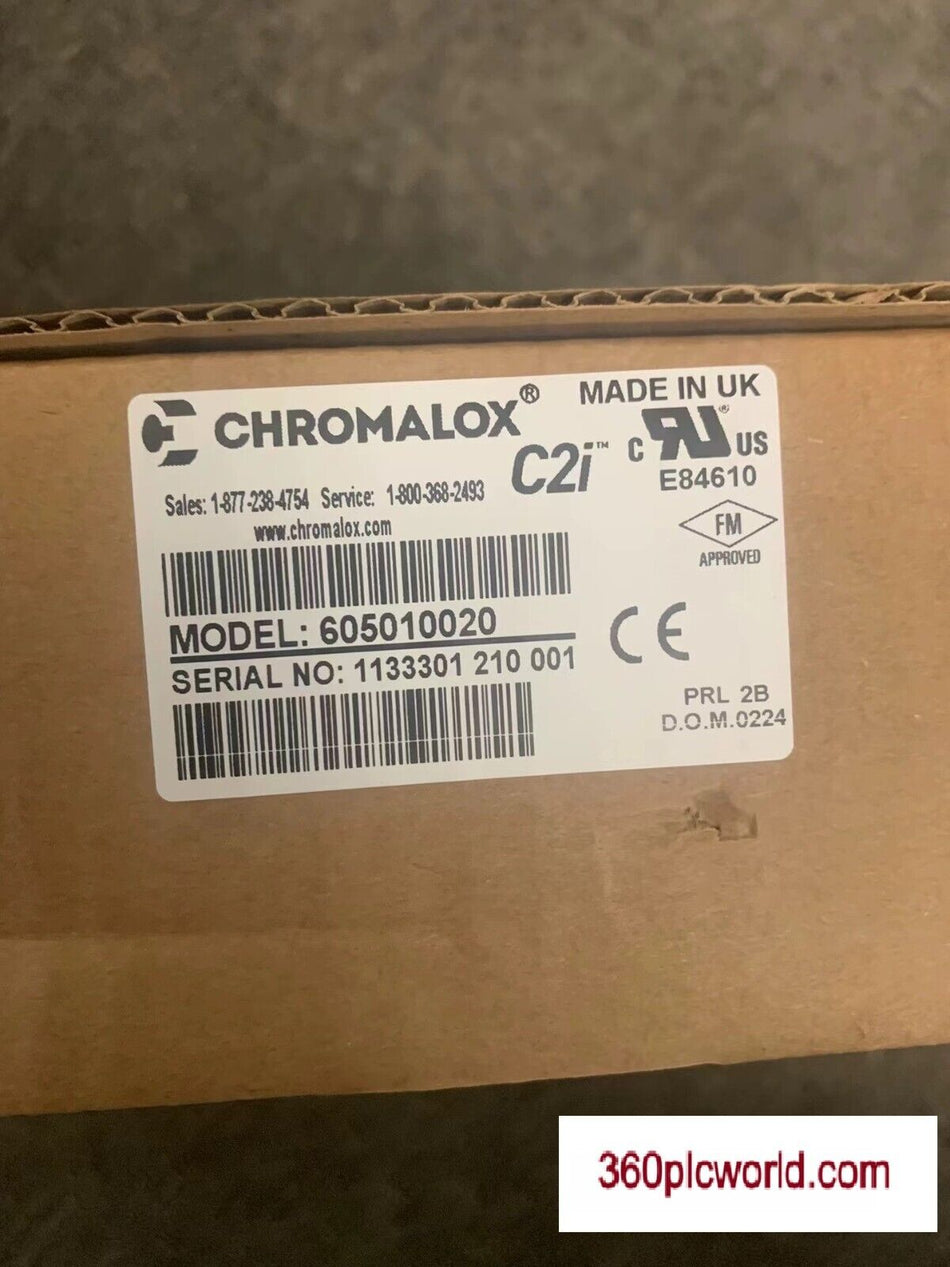 CHROMALOX®
MADE IN UK
C2i™
C RU® US
E84610
Sales: 1-877-238-4754 Service: 1-800-368-2493
www.chromalox.com
FM
APPROVED
MODEL: 605010020
SERIAL NO: 1133301 210 001
CE
PRL 2B
D.O.M.0224
360plcworld.com